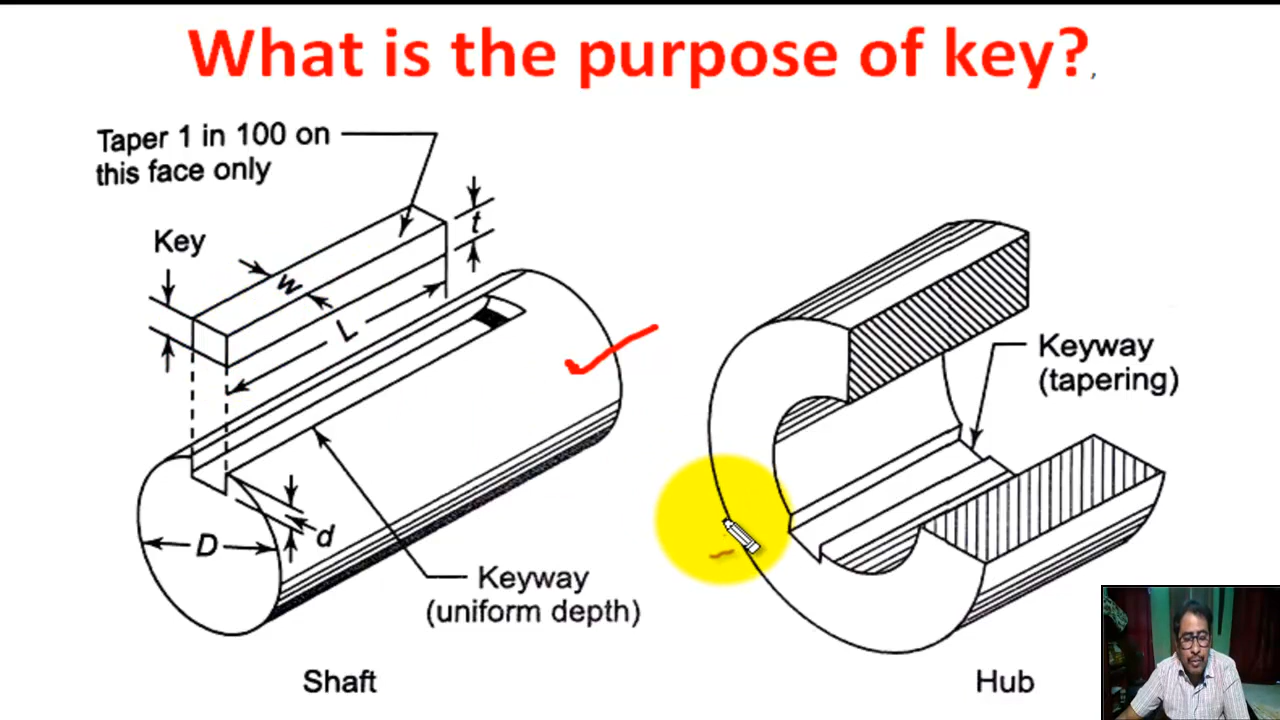 What is the purpose of key?,
Taper 1 in 100 on
this face only
Key
w
t
L
D
d
Keyway
(uniform depth)
Shaft
Keyway
(tapering)
Hub